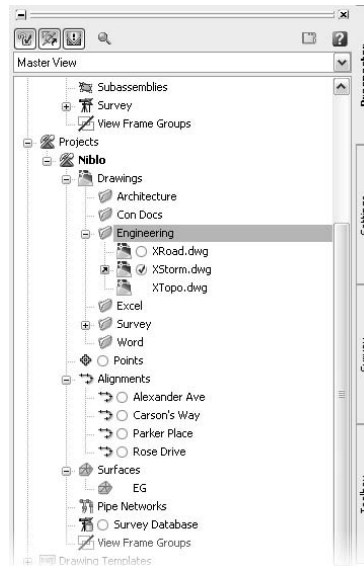 Master View
Subassemblies
Survey
View Frame Groups
Projects
Niblo
Drawings
Architecture
Con Docs
Engineering
XRoad.dwg
XStorm.dwg
XTopo.dwg
Excel
Survey
Word
Points
Alignments
Alexander Ave
Carson's Way
Parker Place
Rose Drive
Surfaces
EG
Pipe Networks
Survey Database
View Frame Groups
Drawing Templates
Prospector
Settings
Survey
Toolbox